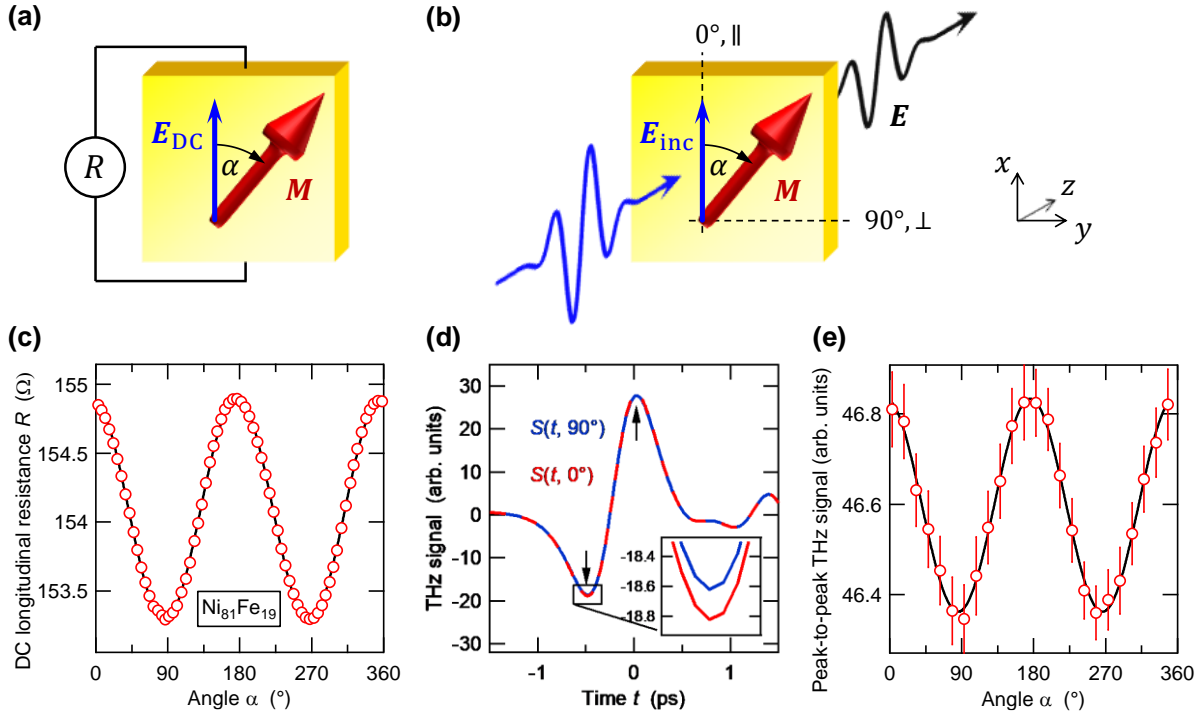 (a)
R
E_DC
α
M
(b)
0°, ∥
E_inc
α
M
E
90°, ⊥
x
z
y
(c)
DC longitudinal resistance R (Ω)
155
154.5
154
153.5
Ni₈₁Fe₁₉
0
90
180
270
360
Angle α (°)
(d)
THz signal (arb. units)
30
20
10
0
-10
-20
-30
S(t, 90°)
S(t, 0°)
-18.4
-18.6
-18.8
-1
0
1
Time t (ps)
(e)
Peak-to-peak THz signal (arb. units)
46.8
46.6
46.4
0
90
180
270
360
Angle α (°)